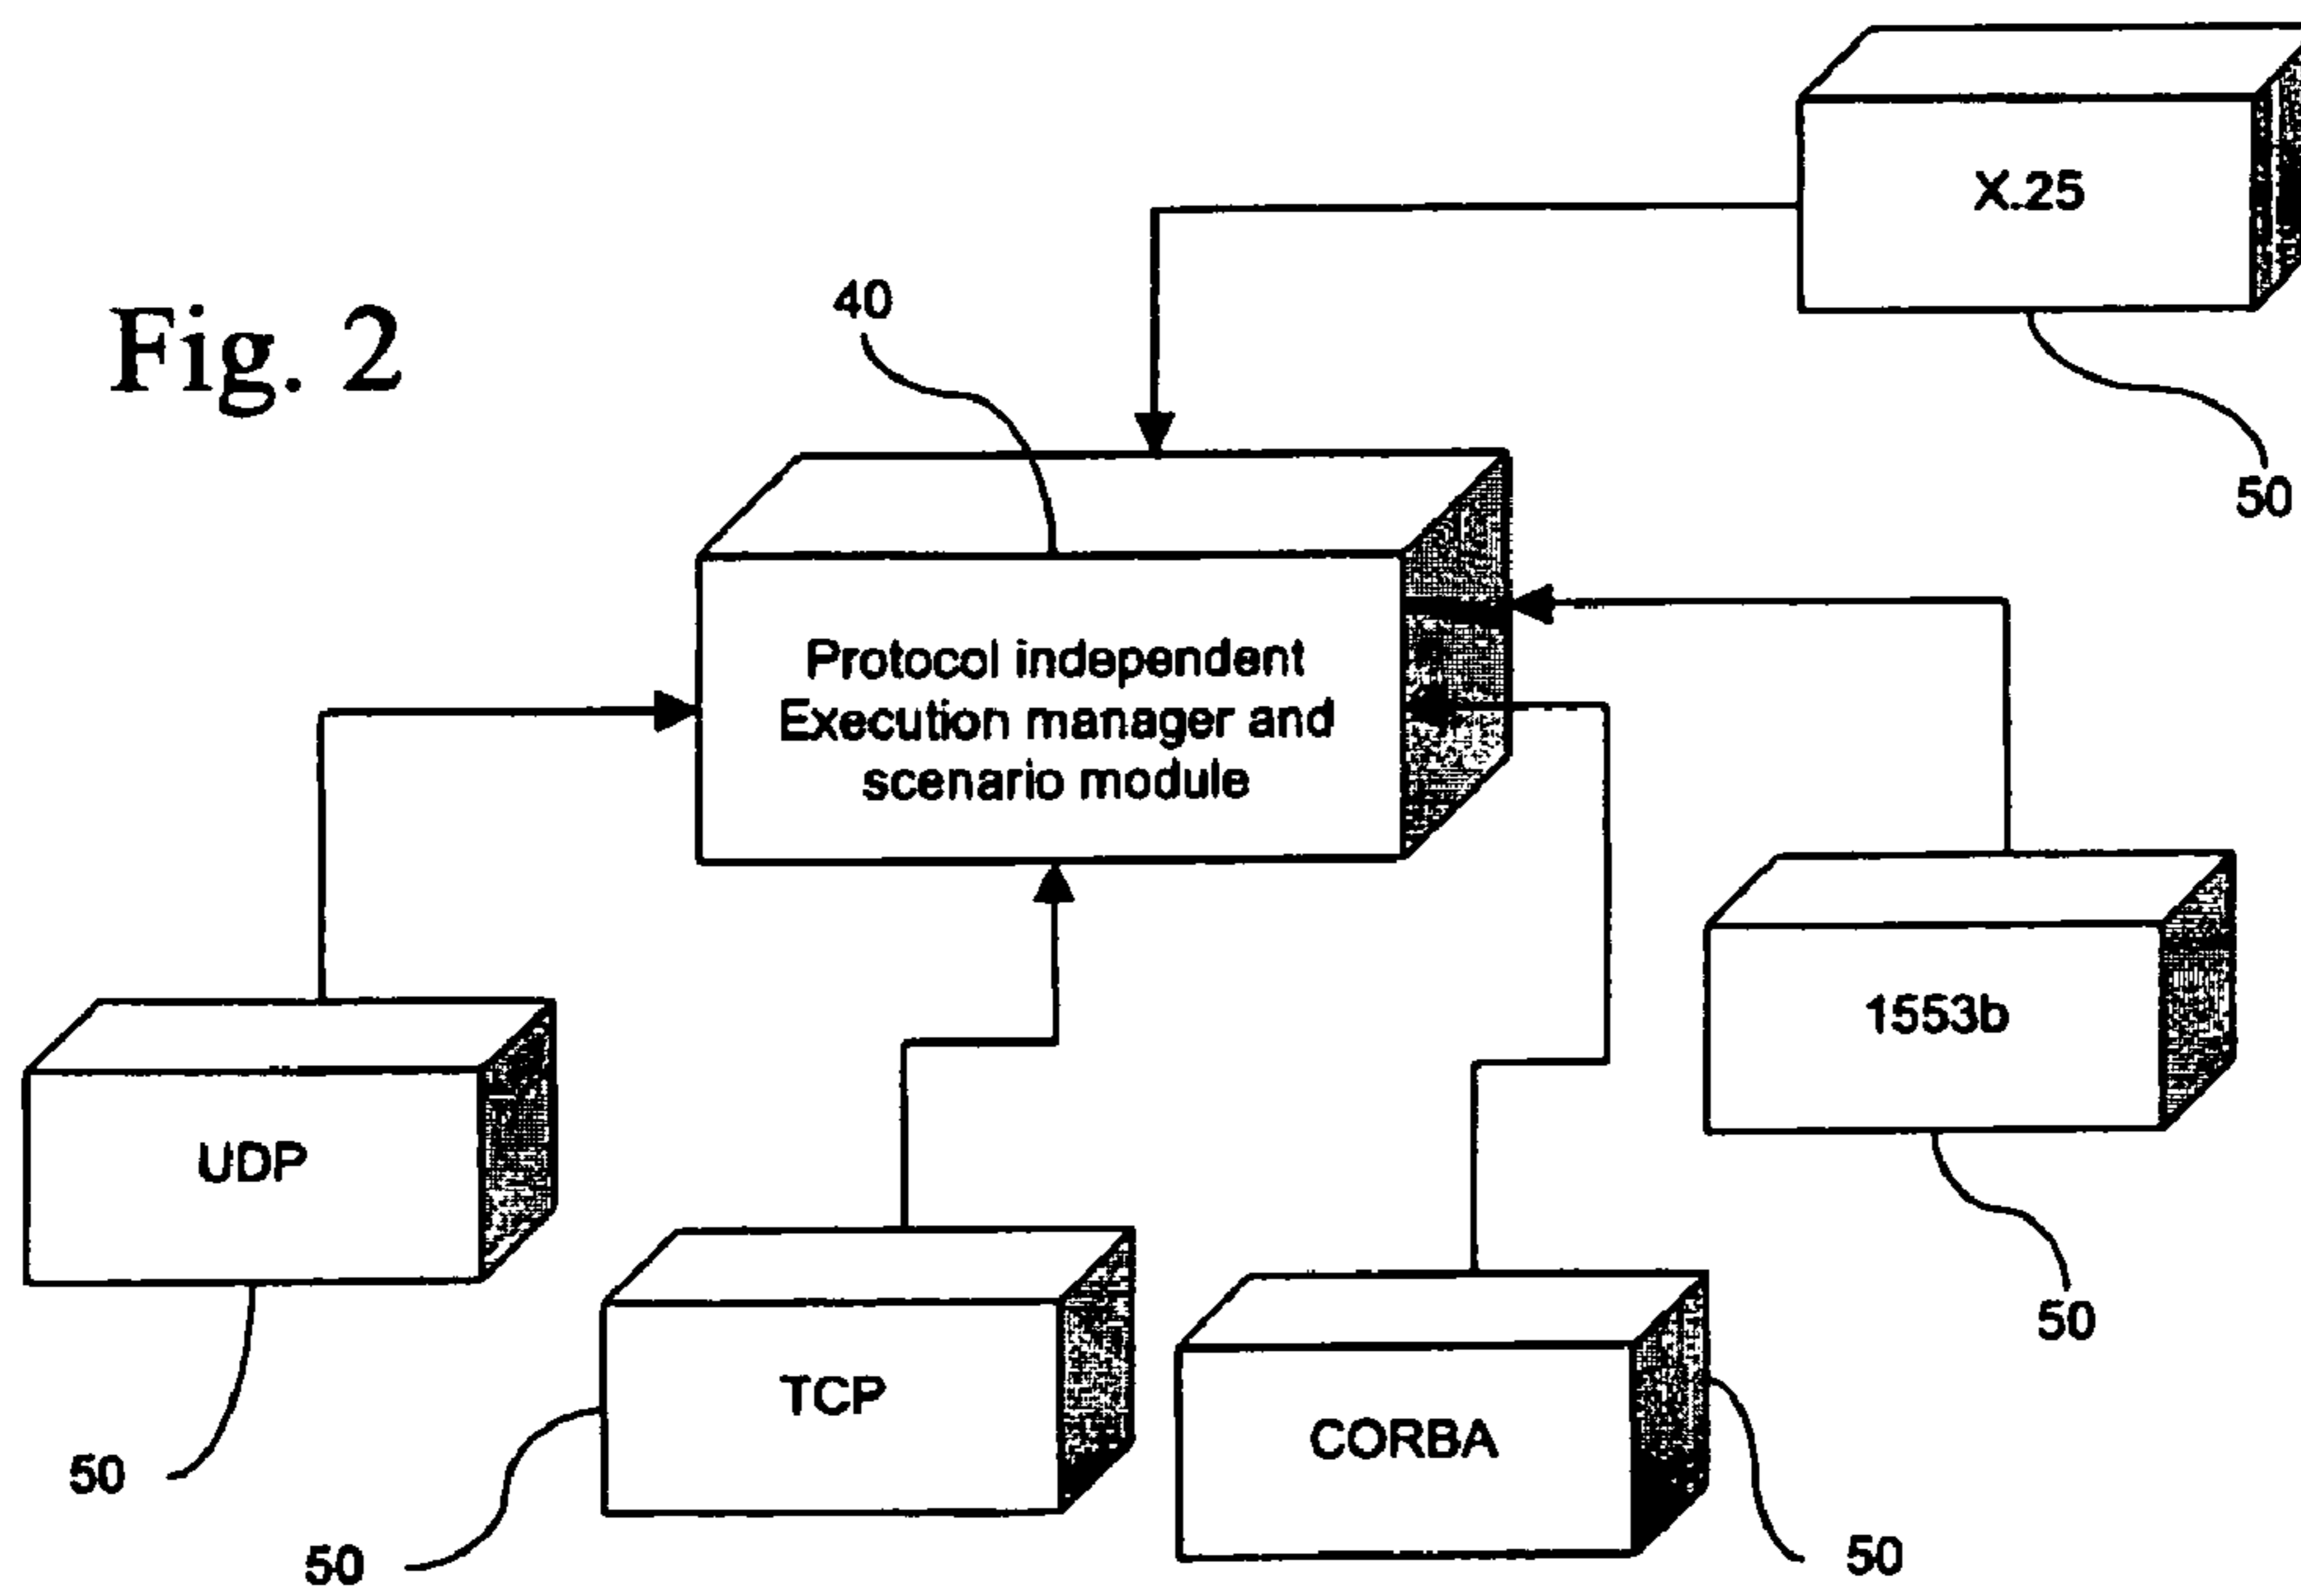 X.25
Fig. 2
40
50
Protocol independent
Execution manager and
scenario module
1553b
UDP
50
TCP
CORBA
50
50
50